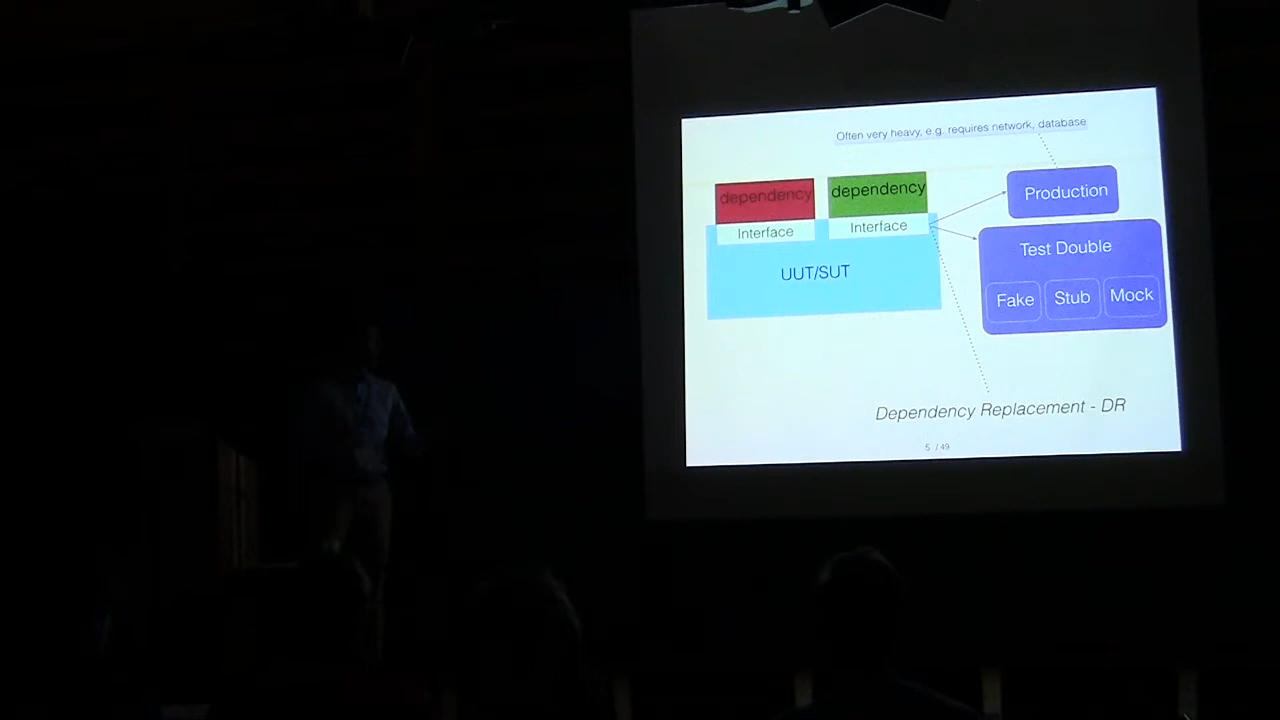 Often very heavy, e.g. requires network, database
dependency
dependency
Production
Interface
Interface
Test Double
UUT/SUT
Fake
Stub
Mock
Dependency Replacement - DR
5 / 49